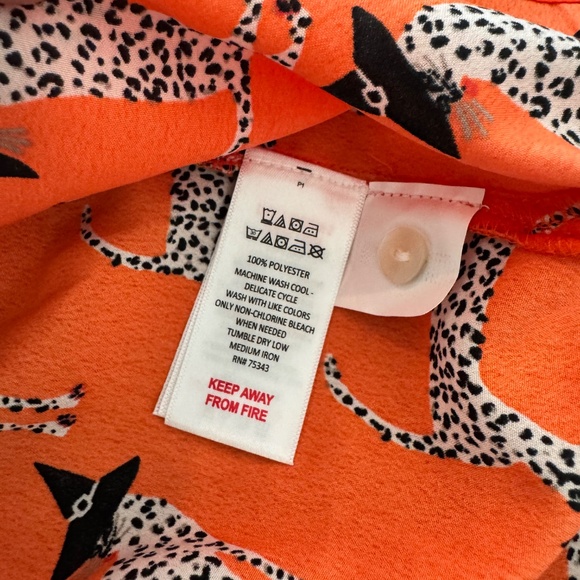 100% POLYESTER
MACHINE WASH COOL -
DELICATE CYCLE
WASH WITH LIKE COLORS
ONLY NON-CHLORINE BLEACH
WHEN NEEDED
TUMBLE DRY LOW
MEDIUM IRON
RN# 75343
KEEP AWAY
FROM FIRE